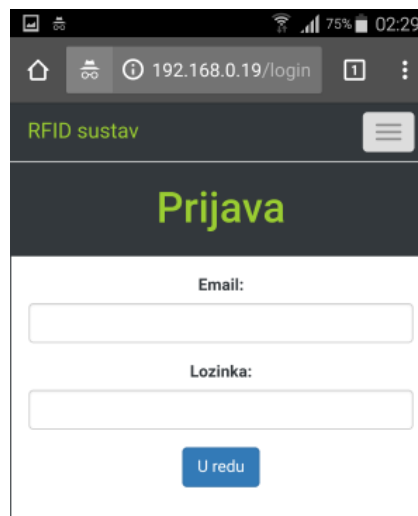 75% 02:29
192.168.0.19/login 1
RFID sustav
Prijava
Email:
Lozinka:
U redu